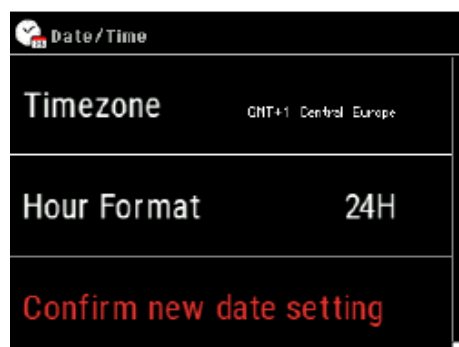 Date/Time
Timezone GMT+1 Central Europe
Hour Format 24H
Confirm new date setting